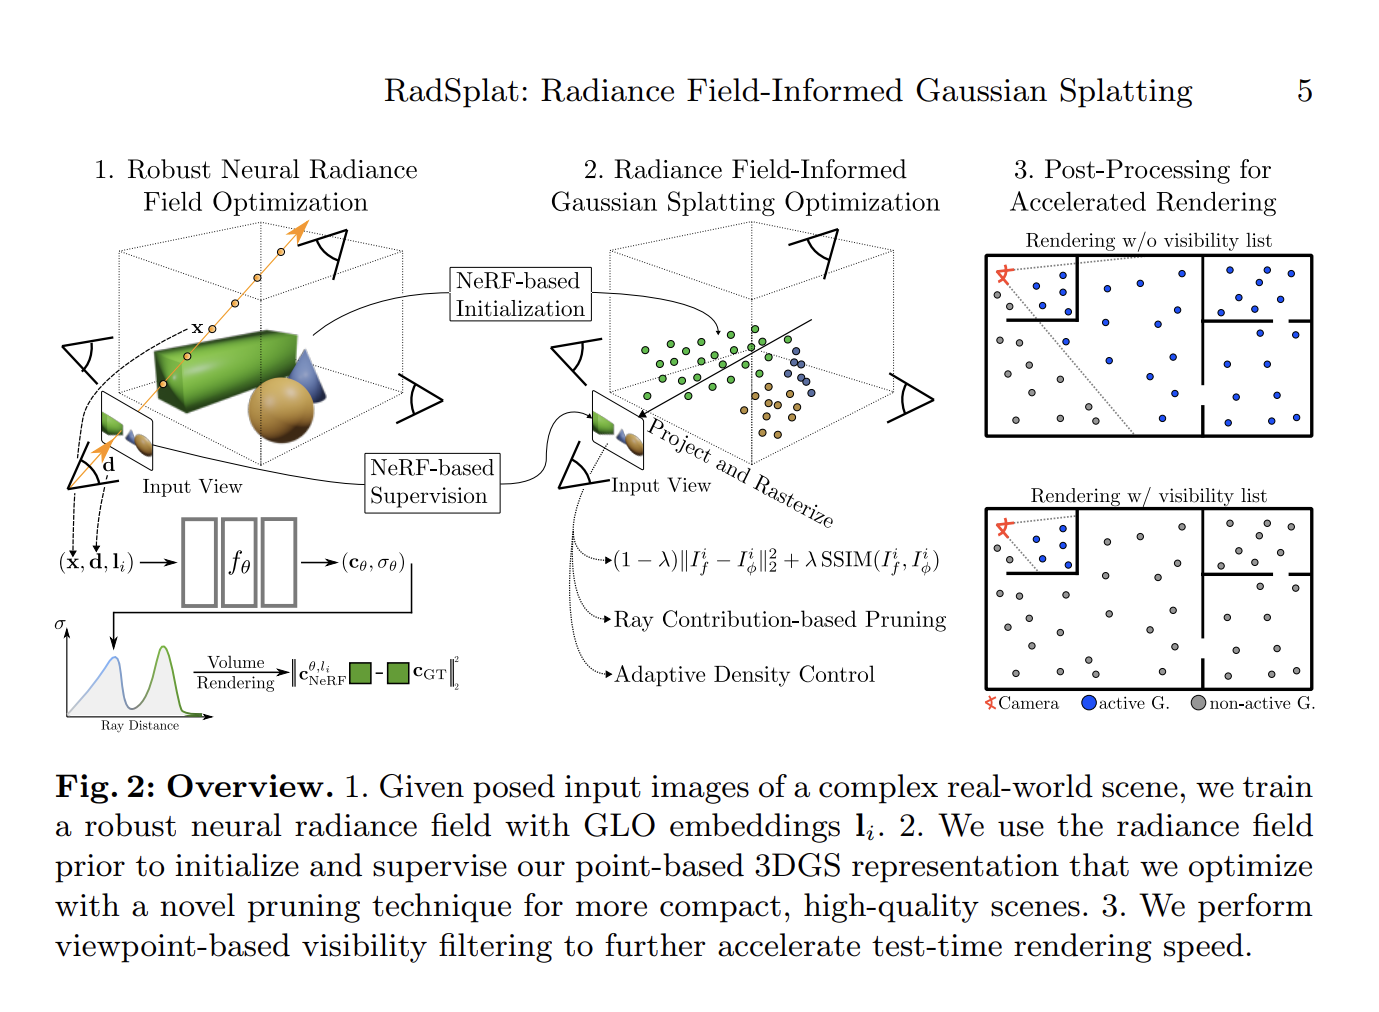 RadSplat: Radiance Field-Informed Gaussian Splatting 5
1. Robust Neural Radiance
Field Optimization
x
d
Input View
(x, d, l_i)
f_θ
(c_θ, σ_θ)
σ
Ray Distance
Volume
Rendering
‖c_NeRF^{θ,l_i} - c_GT‖_2^2
NeRF-based
Initialization
NeRF-based
Supervision
2. Radiance Field-Informed
Gaussian Splatting Optimization
Project and Rasterize
Input View
(1 − λ)‖I_f^i − I_ϕ^i‖_2^2 + λ SSIM(I_f^i, I_ϕ^i)
Ray Contribution-based Pruning
Adaptive Density Control
3. Post-Processing for
Accelerated Rendering
Rendering w/o visibility list
Rendering w/ visibility list
Camera active G. non-active G.
Fig. 2: Overview. 1. Given posed input images of a complex real-world scene, we train
a robust neural radiance field with GLO embeddings l_i. 2. We use the radiance field
prior to initialize and supervise our point-based 3DGS representation that we optimize
with a novel pruning technique for more compact, high-quality scenes. 3. We perform
viewpoint-based visibility filtering to further accelerate test-time rendering speed.